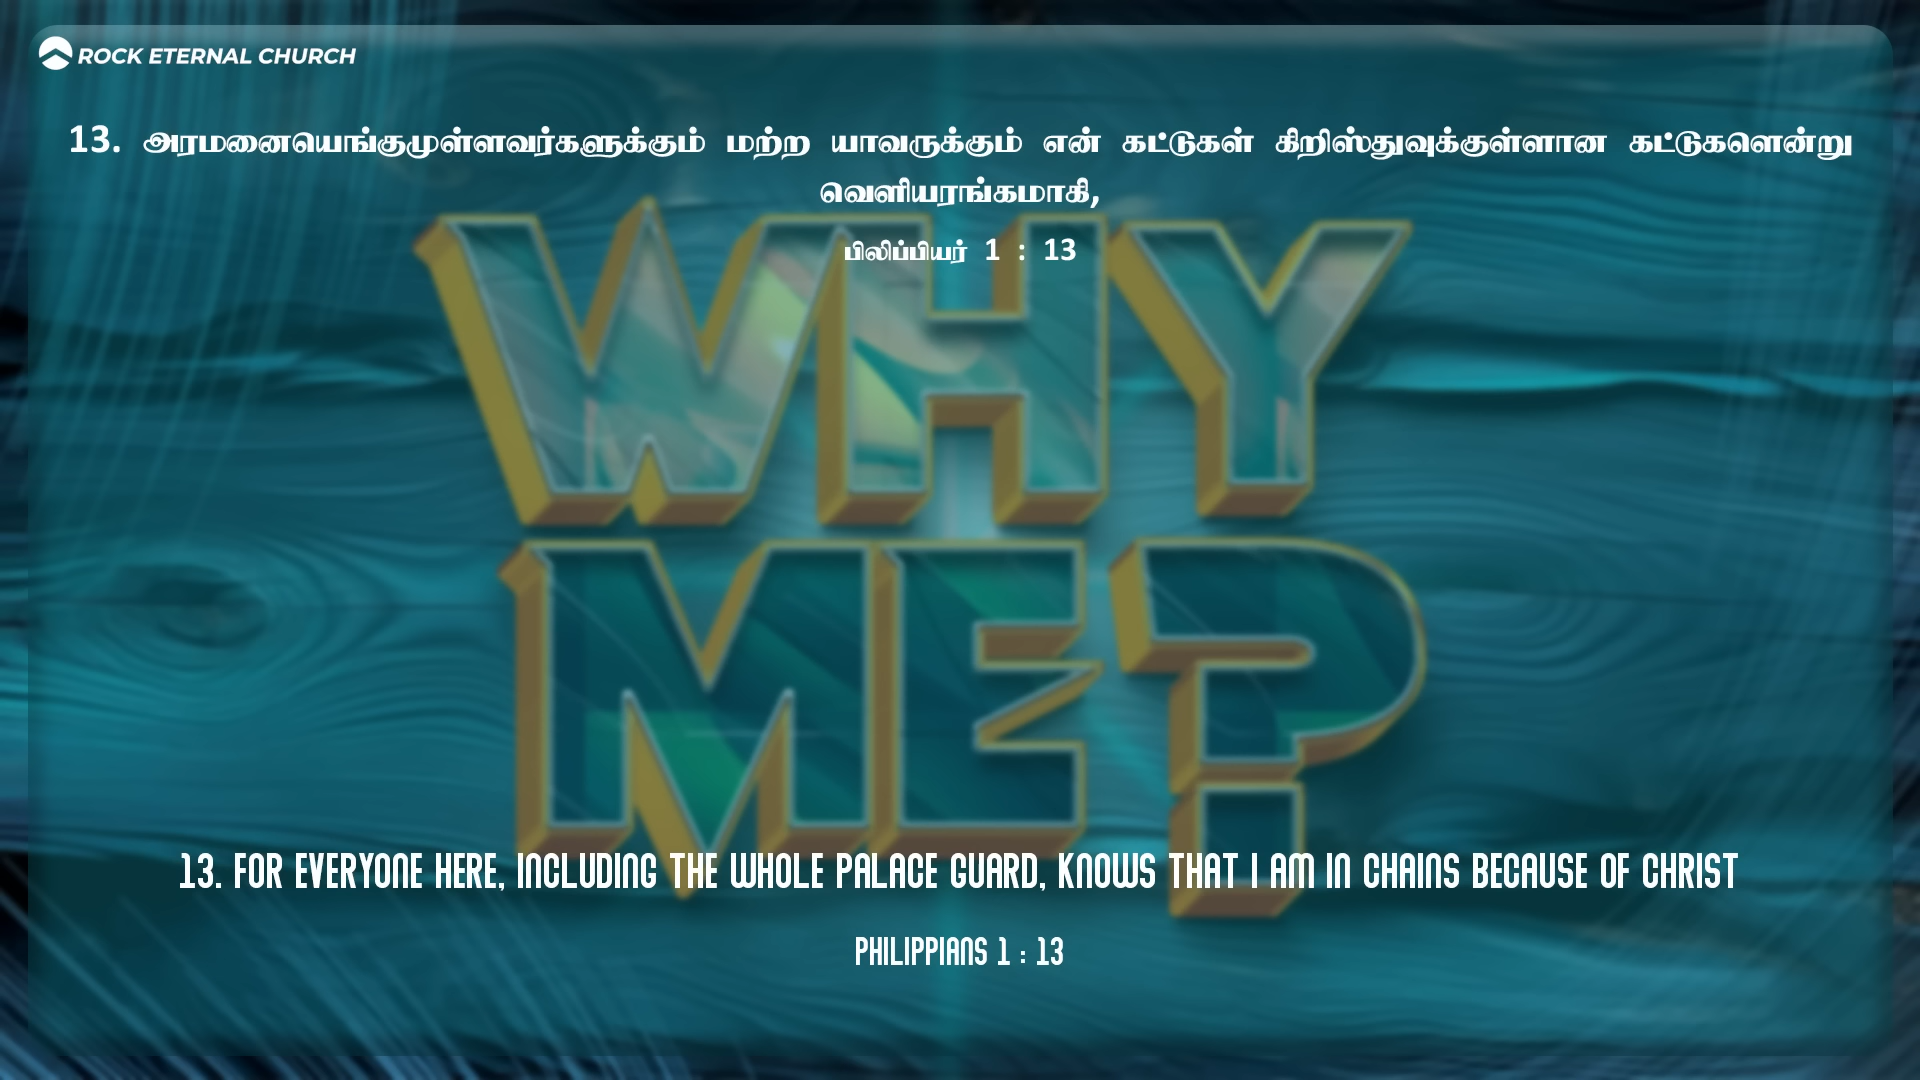 ROCK ETERNAL CHURCH
13. அரமனையெங்குமுள்ளவர்களுக்கும் மற்ற யாவருக்கும் என் கட்டுகள் கிறிஸ்துவுக்குள்ளான கட்டுகளென்று
வெளியரங்கமாகி,
பிலிப்பியர் 1 : 13
WHY
ME?
13. FOR EVERYONE HERE, INCLUDING THE WHOLE PALACE GUARD, KNOWS THAT I AM IN CHAINS BECAUSE OF CHRIST
PHILIPPIANS 1 : 13